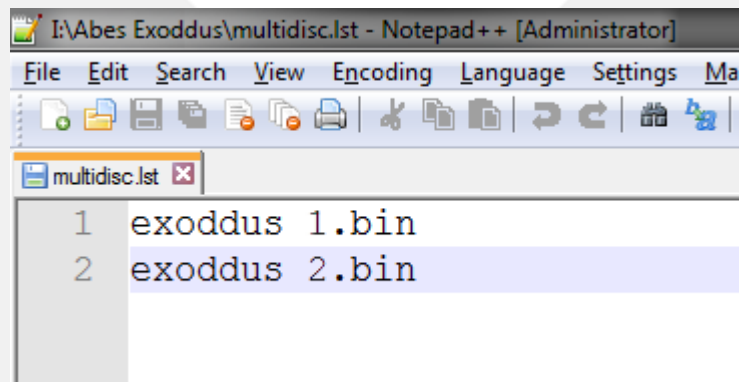 I:\Abes Exoddus\multidisc.lst - Notepad++ [Administrator]
File Edit Search View Encoding Language Settings Ma
multidisc.lst
1 exoddus 1.bin
2 exoddus 2.bin